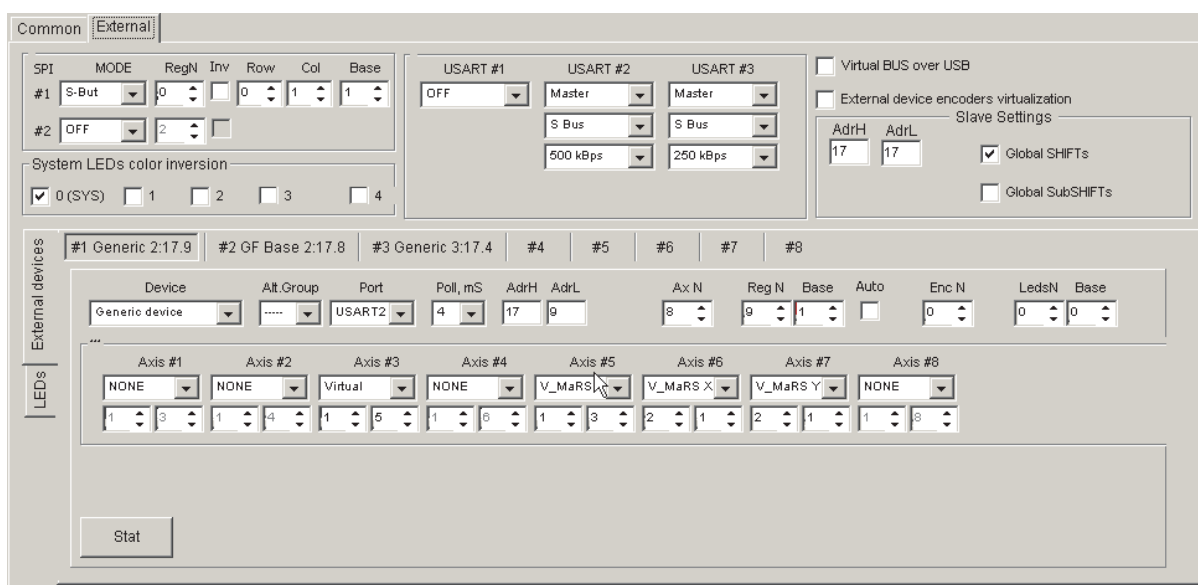 Common External
SPI MODE RegN Inv Row Col Base
#1 S-But 0 0 1 1
#2 OFF 2
System LEDs color inversion
0 (SYS) 1 2 3 4
USART #1 USART #2 USART #3
OFF Master Master
S Bus S Bus
500 kBps 250 kBps
Virtual BUS over USB
External device encoders virtualization
Slave Settings
AdrH AdrL
17 17 Global SHIFTs
Global SubSHIFTs
External devices
LEDs
#1 Generic 2:17.9 #2 GF Base 2:17.8 #3 Generic 3:17.4 #4 #5 #6 #7 #8
Device Alt.Group Port Poll, mS AdrH AdrL Ax N Reg N Base Auto Enc N LedsN Base
Generic device ----- USART2 4 17 9 8 9 1 0 0 0
...
Axis #1 Axis #2 Axis #3 Axis #4 Axis #5 Axis #6 Axis #7 Axis #8
NONE NONE Virtual NONE V_MaRS V_MaRS X V_MaRS Y NONE
1 3 1 4 1 5 1 6 1 3 2 1 2 1 1 8
Stat